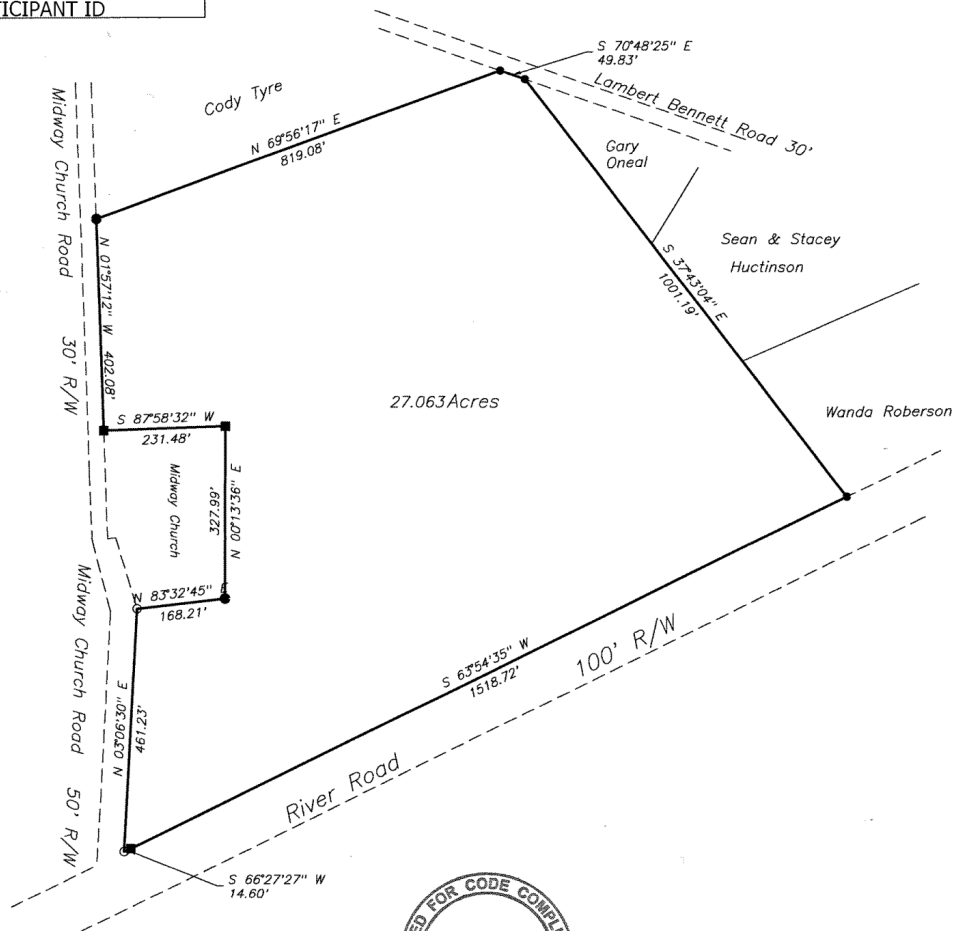 TICIPANT ID
S 70°48'25" E
49.83'
Lambert Bennett Road 30'
Cody Tyre
N 69°56'17" E
819.08'
Gary
Oneal
Midway Church Road 30' R/W
Sean & Stacey
Huctinson
S 37°43'04" E
1001.19'
N 01°57'12" W 402.08'
27.063Acres
Wanda Roberson
S 87°58'32" W
231.48'
Midway Church
327.99'
N 00°13'36" E
N 83°32'45" E
168.21'
Midway Church Road 50' R/W
N 03°06'30" E
461.23'
S 63°54'35" W
1518.72'
100' R/W
River Road
S 66°27'27" W
14.60'
ED FOR CODE COMPL